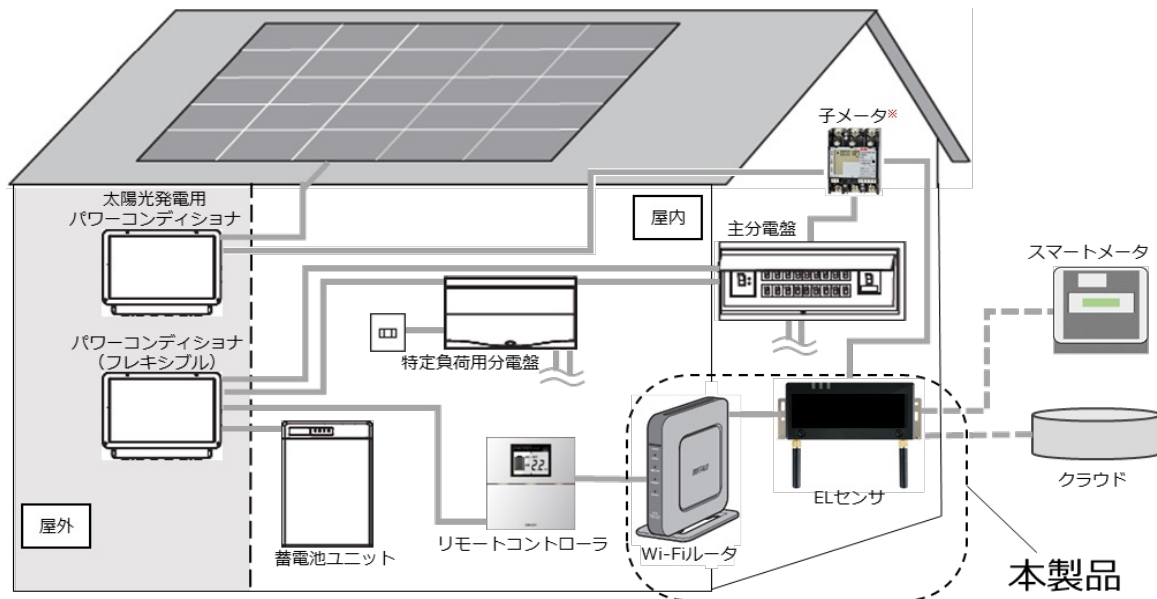 子メータ※
太陽光発電用
パワーコンディショナ
屋内
主分電盤
スマートメータ
パワーコンディショナ
(フレキシブル)
特定負荷用分電盤
クラウド
ELセンサ
屋外
蓄電池ユニット
リモートコントローラ
-2.2
BUFFALO
Wi-Fiルータ
本製品